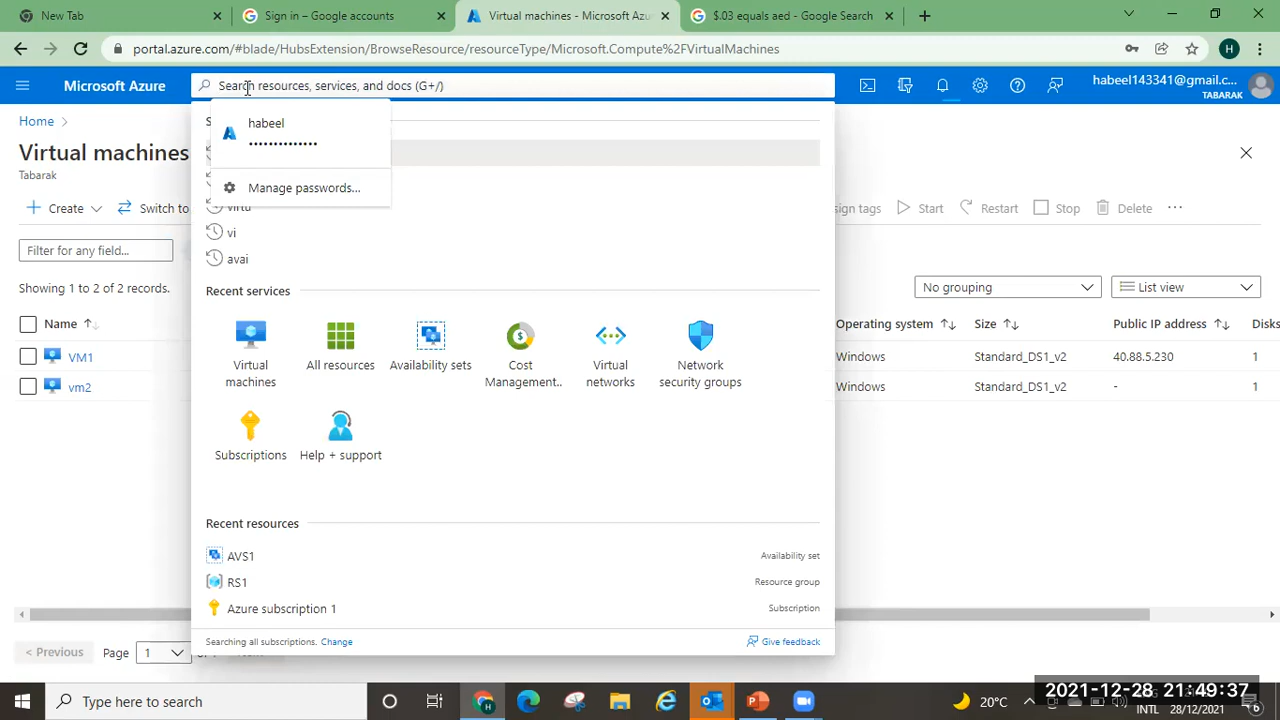 New Tab
Sign in – Google accounts
Virtual machines - Microsoft Azure
$.03 equals aed - Google Search
portal.azure.com/#blade/HubsExtension/BrowseResource/resourceType/Microsoft.Compute%2FVirtualMachines
H
Microsoft Azure
Search resources, services, and docs (G+/)
habeel143341@gmail.c...
TABARAK
habeel
••••••••••••••
Manage passwords...
Home
Virtual machines
Tabarak
Create
Switch to
sign tags
Start
Restart
Stop
Delete
virtu
vi
avai
Filter for any field...
Showing 1 to 2 of 2 records.
No grouping
List view
Recent services
Name
Operating system
Size
Public IP address
Disks
VM1
Windows
Standard_DS1_v2
40.88.5.230
1
vm2
Windows
Standard_DS1_v2
-
1
Virtual machines
All resources
Availability sets
Cost Management...
Virtual networks
Network security groups
Subscriptions
Help + support
Recent resources
AVS1
Availability set
RS1
Resource group
Azure subscription 1
Subscription
Searching all subscriptions. Change
Give feedback
< Previous
Page
1
Type here to search
20°C
2021-12-28 21:49:37
INTL
28/12/2021
6